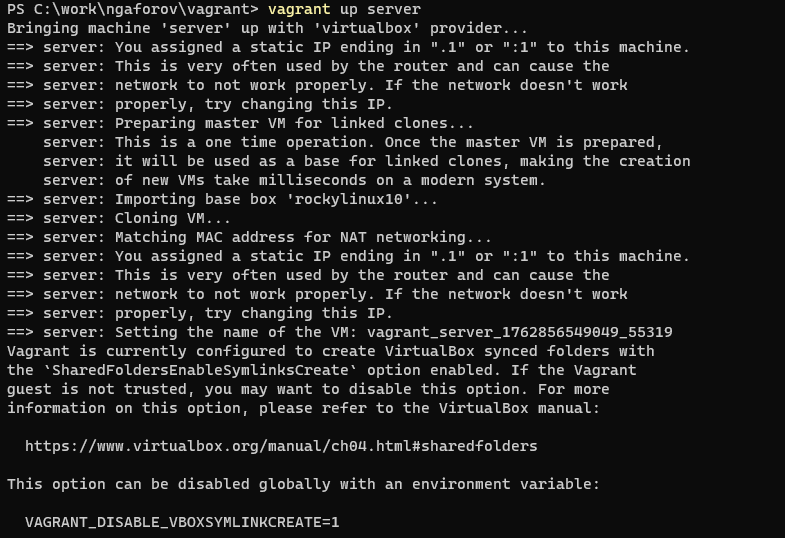 PS C:\work\ngaforov\vagrant> vagrant up server
Bringing machine 'server' up with 'virtualbox' provider...
==> server: You assigned a static IP ending in ".1" or ":1" to this machine.
==> server: This is very often used by the router and can cause the
==> server: network to not work properly. If the network doesn't work
==> server: properly, try changing this IP.
==> server: Preparing master VM for linked clones...
    server: This is a one time operation. Once the master VM is prepared,
    server: it will be used as a base for linked clones, making the creation
    server: of new VMs take milliseconds on a modern system.
==> server: Importing base box 'rockylinux10'...
==> server: Cloning VM...
==> server: Matching MAC address for NAT networking...
==> server: You assigned a static IP ending in ".1" or ":1" to this machine.
==> server: This is very often used by the router and can cause the
==> server: network to not work properly. If the network doesn't work
==> server: properly, try changing this IP.
==> server: Setting the name of the VM: vagrant_server_1762856549049_55319
Vagrant is currently configured to create VirtualBox synced folders with
the `SharedFoldersEnableSymlinksCreate` option enabled. If the Vagrant
guest is not trusted, you may want to disable this option. For more
information on this option, please refer to the VirtualBox manual:

  https://www.virtualbox.org/manual/ch04.html#sharedfolders

This option can be disabled globally with an environment variable:

  VAGRANT_DISABLE_VBOXSYMLINKCREATE=1